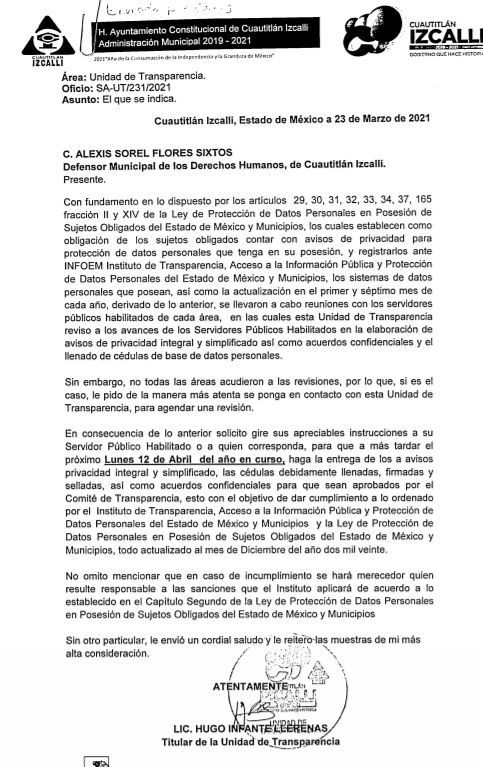 H. Ayuntamiento Constitucional de Cuautitlán Izcalli
Administración Municipal 2019 - 2021
2021"Año de la Consumación de la Independencia y la Grandeza de México"
CUAUTITLÁN
IZCALLI
CUAUTITLÁN
IZCALLI
2019 - 2021
GOBIERNO QUE HACE HISTORIA
Área: Unidad de Transparencia.
Oficio: SA-UT/231/2021
Asunto: El que se indica.
Cuautitlán Izcalli, Estado de México a 23 de Marzo de 2021
C. ALEXIS SOREL FLORES SIXTOS
Defensor Municipal de los Derechos Humanos, de Cuautitlán Izcalli.
Presente.
Con fundamento en lo dispuesto por los artículos 29, 30, 31, 32, 33, 34, 37, 165
fracción II y XIV de la Ley de Protección de Datos Personales en Posesión de
Sujetos Obligados del Estado de México y Municipios, los cuales establecen como
obligación de los sujetos obligados contar con avisos de privacidad para
protección de datos personales que tenga en su posesión, y registrarlos ante
INFOEM Instituto de Transparencia, Acceso a la Información Pública y Protección
de Datos Personales del Estado de México y Municipios, los sistemas de datos
personales que posean, así como la actualización en el primer y séptimo mes de
cada año, derivado de lo anterior, se llevaron a cabo reuniones con los servidores
públicos habilitados de cada área, en las cuales esta Unidad de Transparencia
reviso a los avances de los Servidores Públicos Habilitados en la elaboración de
avisos de privacidad integral y simplificado así como acuerdos confidenciales y el
llenado de cédulas de base de datos personales.
Sin embargo, no todas las áreas acudieron a las revisiones, por lo que, si es el
caso, le pido de la manera más atenta se ponga en contacto con esta Unidad de
Transparencia, para agendar una revisión.
En consecuencia de lo anterior solicito gire sus apreciables instrucciones a su
Servidor Público Habilitado o a quien corresponda, para que a más tardar el
próximo Lunes 12 de Abril del año en curso, haga la entrega de los a avisos
privacidad integral y simplificado, las cédulas debidamente llenadas, firmadas y
selladas, así como acuerdos confidenciales para que sean aprobados por el
Comité de Transparencia, esto con el objetivo de dar cumplimiento a lo ordenado
por el Instituto de Transparencia, Acceso a la Información Pública y Protección de
Datos Personales del Estado de México y Municipios y la Ley de Protección de
Datos Personales en Posesión de Sujetos Obligados del Estado de México y
Municipios, todo actualizado al mes de Diciembre del año dos mil veinte.
No omito mencionar que en caso de incumplimiento se hará merecedor quien
resulte responsable a las sanciones que el Instituto aplicará de acuerdo a lo
establecido en el Capítulo Segundo de la Ley de Protección de Datos Personales
en Posesión de Sujetos Obligados del Estado de México y Municipios
Sin otro particular, le envió un cordial saludo y le reitero las muestras de mi más
alta consideración.
ATENTAMENTE
LIC. HUGO INFANTE LLERENAS
Titular de la Unidad de Transparencia